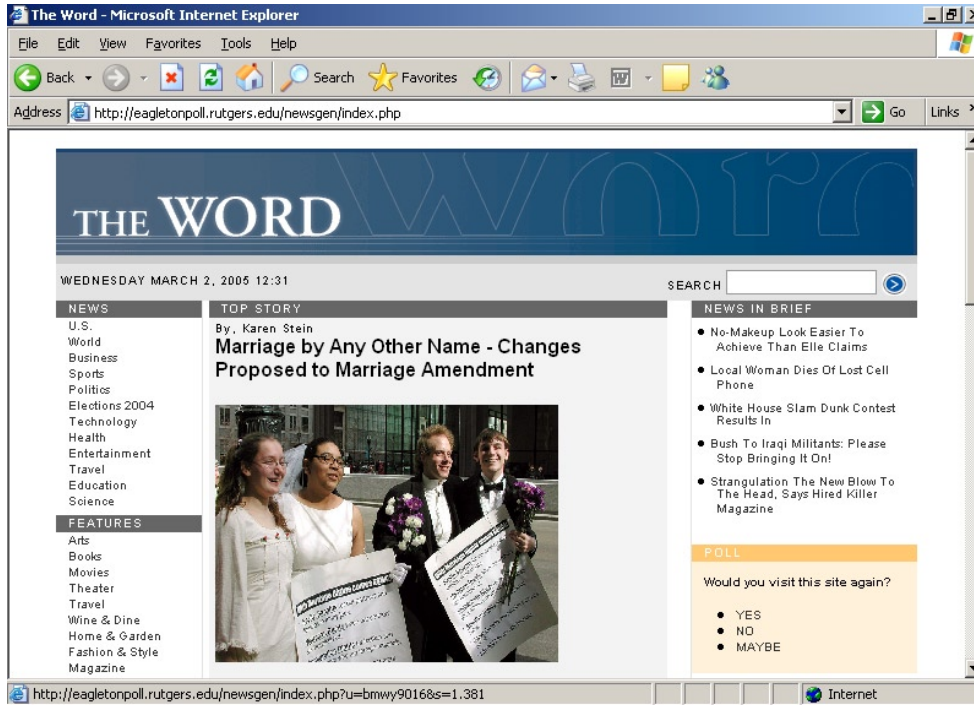 The Word - Microsoft Internet Explorer
File Edit View Favorites Tools Help
Back Search Favorites
Address http://eagletonpoll.rutgers.edu/newsgen/index.php Go Links
THE WORD
WEDNESDAY MARCH 2, 2005 12:31
SEARCH
NEWS
U.S.
World
Business
Sports
Politics
Elections 2004
Technology
Health
Entertainment
Travel
Education
Science
FEATURES
Arts
Books
Movies
Theater
Travel
Wine & Dine
Home & Garden
Fashion & Style
Magazine
TOP STORY
By, Karen Stein
Marriage by Any Other Name - Changes
Proposed to Marriage Amendment
NEWS IN BRIEF
No-Makeup Look Easier To
Achieve Than Elle Claims
Local Woman Dies Of Lost Cell
Phone
White House Slam Dunk Contest
Results In
Bush To Iraqi Militants: Please
Stop Bringing It On!
Strangulation The New Blow To
The Head, Says Hired Killer
Magazine
POLL
Would you visit this site again?
YES
NO
MAYBE
http://eagletonpoll.rutgers.edu/newsgen/index.php?u=bmwy9016&s=1.381 Internet